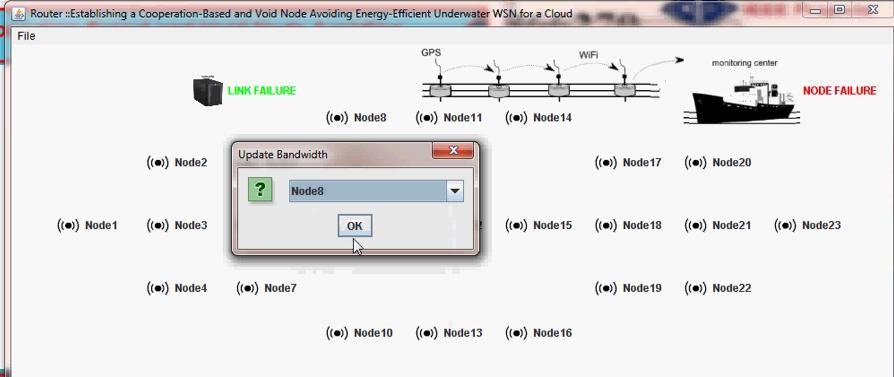 Router ::Establishing a Cooperation-Based and Void Node Avoiding Energy-Efficient Underwater WSN for a Cloud
File
GPS
WiFi
monitoring center
LINK FAILURE
NODE FAILURE
Node8 Node11 Node14
Update Bandwidth
Node2 Node17 Node20
?
Node8
Node1 Node3 OK Node15 Node18 Node21 Node23
Node4 Node7 Node19 Node22
Node10 Node13 Node16